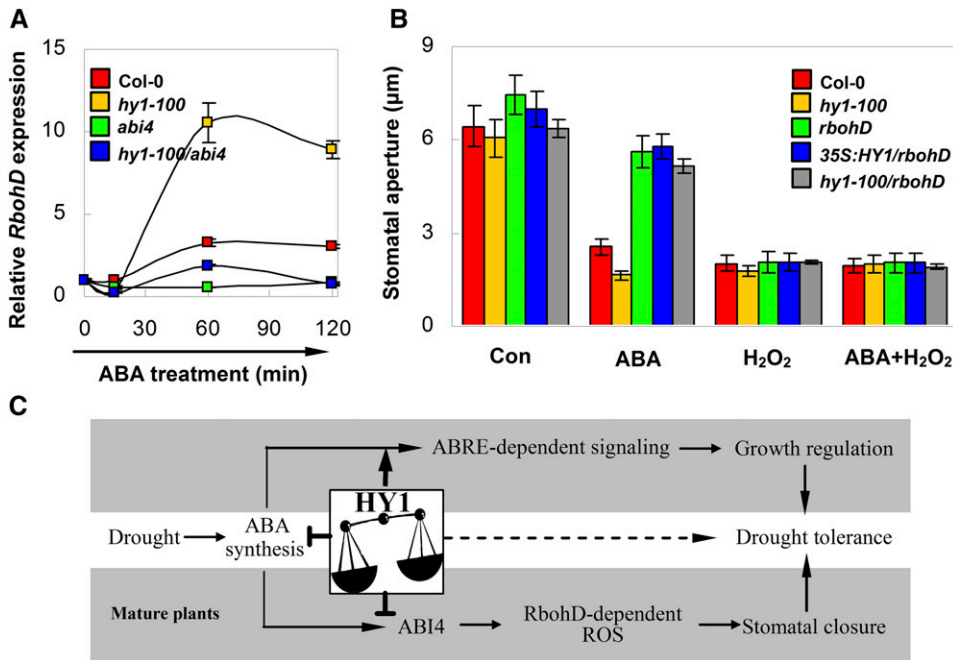 A
Relative RbohD expression
15
10
5
0
Col-0
hy1-100
abi4
hy1-100/abi4
0 30 60 90 120
ABA treatment (min)
B
Stomatal aperture (μm)
9
6
3
0
Col-0
hy1-100
rbohD
35S:HY1/rbohD
hy1-100/rbohD
Con ABA H₂O₂ ABA+H₂O₂
C
ABRE-dependent signaling Growth regulation
HY1
Drought ABA Drought tolerance
synthesis
Mature plants ABI4 RbohD-dependent Stomatal closure
ROS